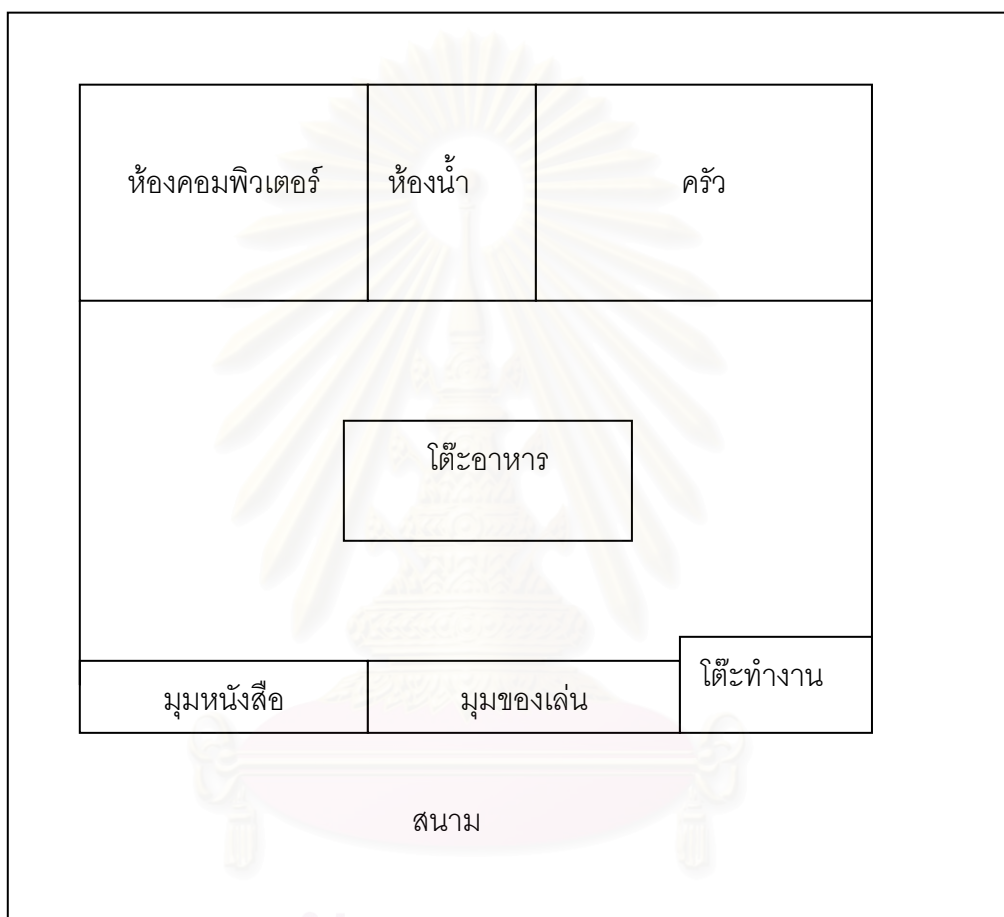 ห้องคอมพิวเตอร์ ห้องน้ำ ครัว
โต๊ะอาหาร
โต๊ะทำงาน
มุมหนังสือ มุมของเล่น
สนาม